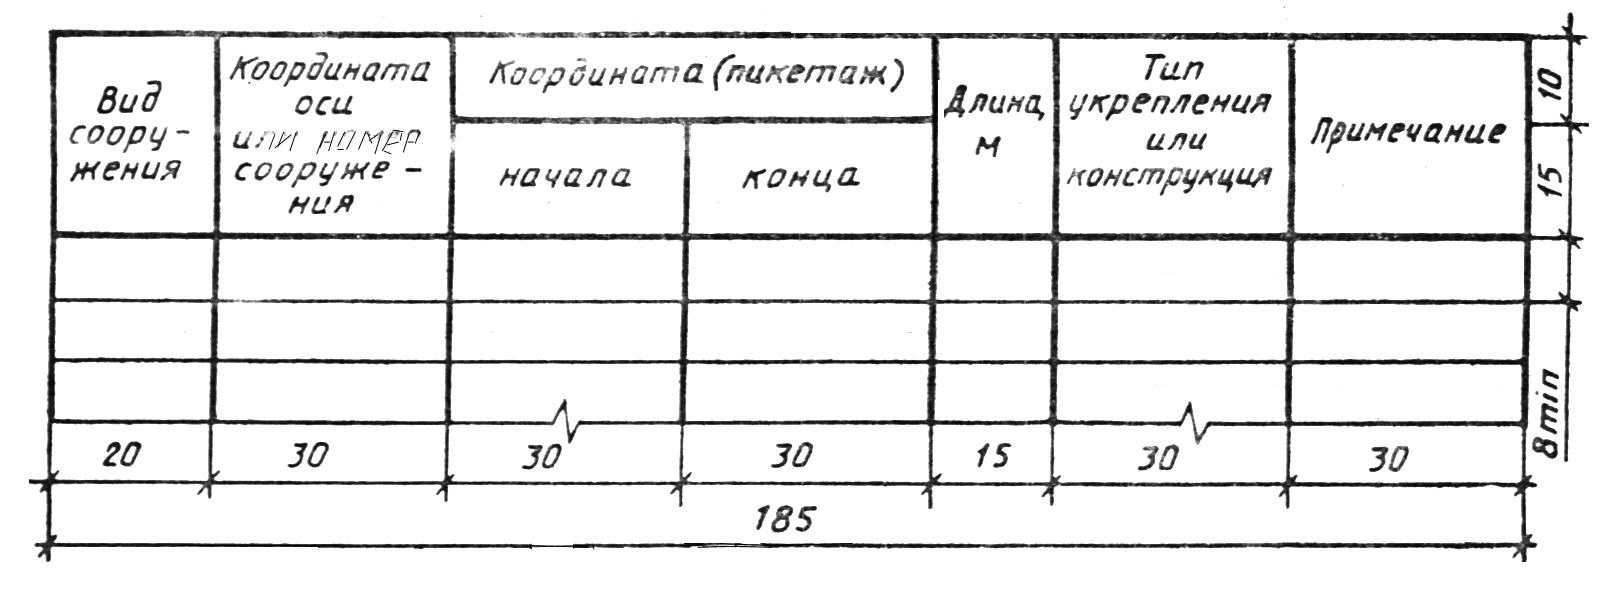 Вид
соору-
жения
Координата
оси
или номер
сооруже-
ния
Координата (пикетаж)
начала
конца
Длина,
м
Тип
укрепления
или
конструкция
Примечание
10
15
8min
20
30
30
30
15
30
30
185